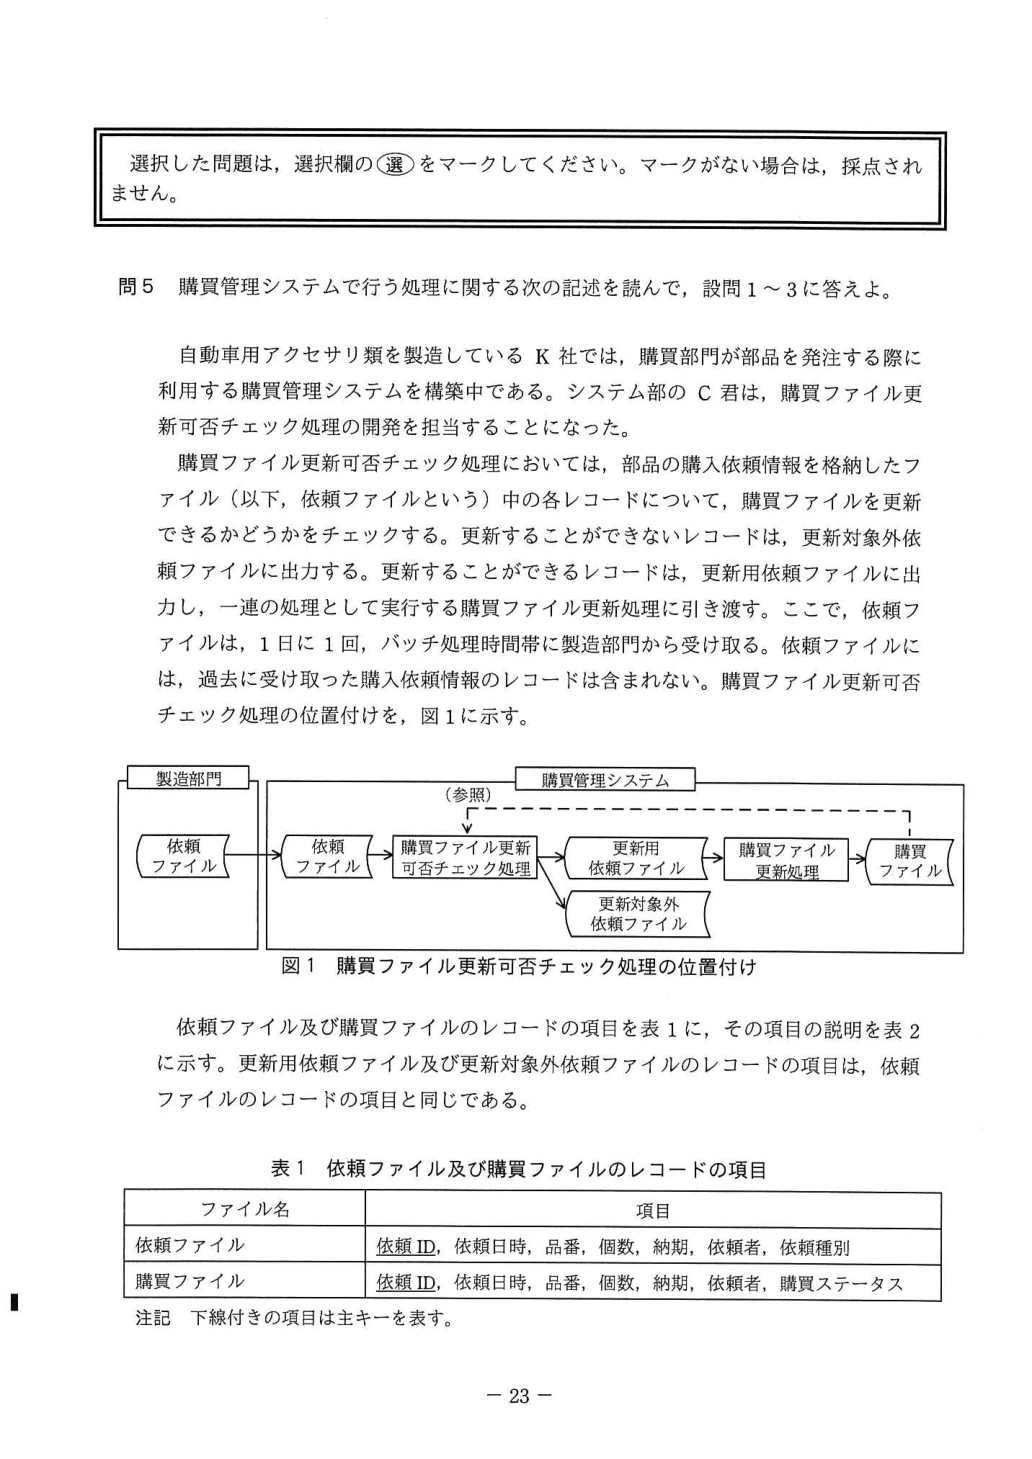 選択した問題は，選択欄の㊟をマークしてください。マークがない場合は，採点され
ません。
問5　購買管理システムで行う処理に関する次の記述を読んで，設問1～3に答えよ。
自動車用アクセサリ類を製造している K 社では，購買部門が部品を発注する際に
利用する購買管理システムを構築中である。システム部の C 君は，購買ファイル更
新可否チェック処理の開発を担当することになった。
購買ファイル更新可否チェック処理においては，部品の購入依頼情報を格納したフ
ァイル（以下，依頼ファイルという）中の各レコードについて，購買ファイルを更新
できるかどうかをチェックする。更新することができないレコードは，更新対象外依
頼ファイルに出力する。更新することができるレコードは，更新用依頼ファイルに出
力し，一連の処理として実行する購買ファイル更新処理に引き渡す。ここで，依頼フ
ァイルは，1日に1回，バッチ処理時間帯に製造部門から受け取る。依頼ファイルに
は，過去に受け取った購入依頼情報のレコードは含まれない。購買ファイル更新可否
チェック処理の位置付けを，図1に示す。
製造部門
購買管理システム
（参照）
依頼
ファイル
依頼
ファイル
購買ファイル更新
可否チェック処理
更新用
依頼ファイル
購買ファイル
更新処理
購買
ファイル
更新対象外
依頼ファイル
図1　購買ファイル更新可否チェック処理の位置付け
依頼ファイル及び購買ファイルのレコードの項目を表1に，その項目の説明を表2
に示す。更新用依頼ファイル及び更新対象外依頼ファイルのレコードの項目は，依頼
ファイルのレコードの項目と同じである。
表1　依頼ファイル及び購買ファイルのレコードの項目
ファイル名　項目
依頼ファイル　依頼ID，依頼日時，品番，個数，納期，依頼者，依頼種別
購買ファイル　依頼ID，依頼日時，品番，個数，納期，依頼者，購買ステータス
注記　下線付きの項目は主キーを表す。
－ 23 －